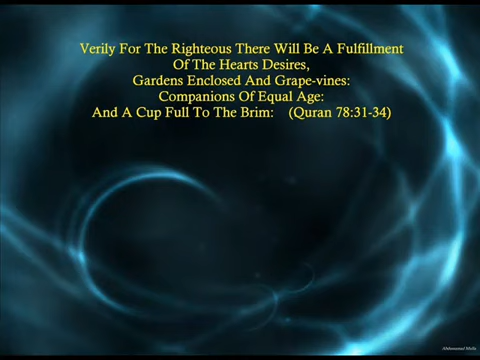 Verily For The Righteous There Will Be A Fulfillment
Of The Hearts Desires,
Gardens Enclosed And Grape-vines:
Companions Of Equal Age:
And A Cup Full To The Brim: (Quran 78:31-34)